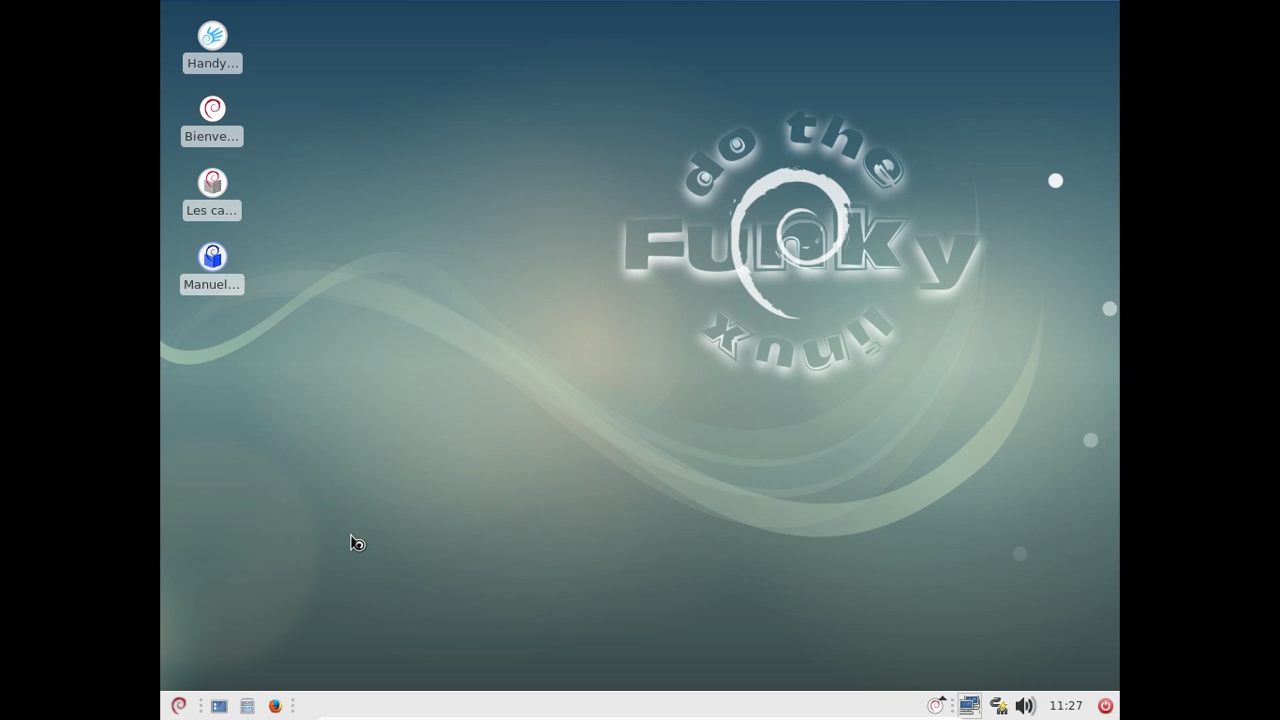 Handy...
Bienve...
Les ca...
Manuel...
do the
Funky
linux
11:27